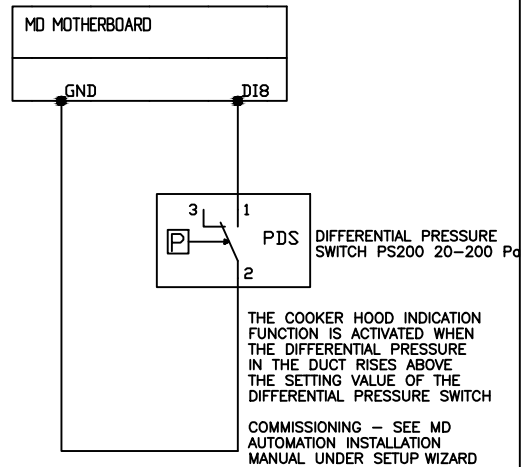 MD MOTHERBOARD
GND
DI8
3
1
P
PDS
2
DIFFERENTIAL PRESSURE
SWITCH PS200 20-200 Pa
THE COOKER HOOD INDICATION
FUNCTION IS ACTIVATED WHEN
THE DIFFERENTIAL PRESSURE
IN THE DUCT RISES ABOVE
THE SETTING VALUE OF THE
DIFFERENTIAL PRESSURE SWITCH
COMMISSIONING – SEE MD
AUTOMATION INSTALLATION
MANUAL UNDER SETUP WIZARD